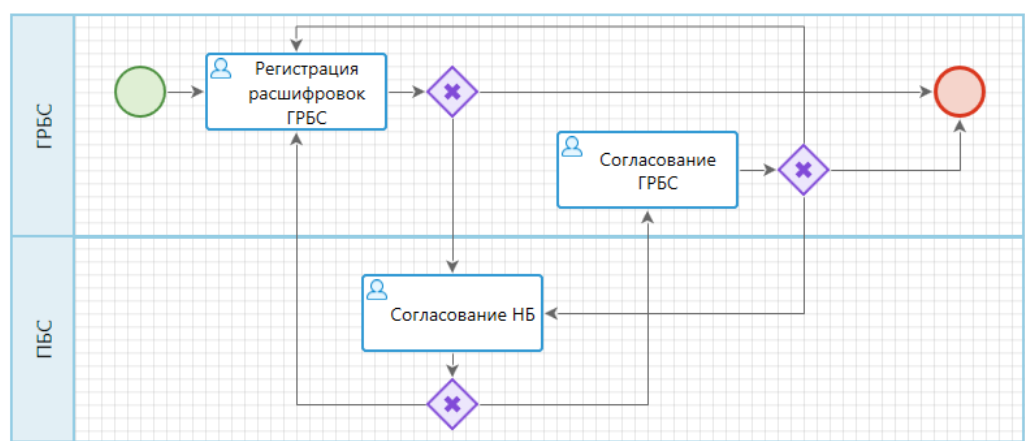 ГРБС
Регистрация
расшифровок
ГРБС
Согласование
ГРБС
ПБС
Согласование НБ